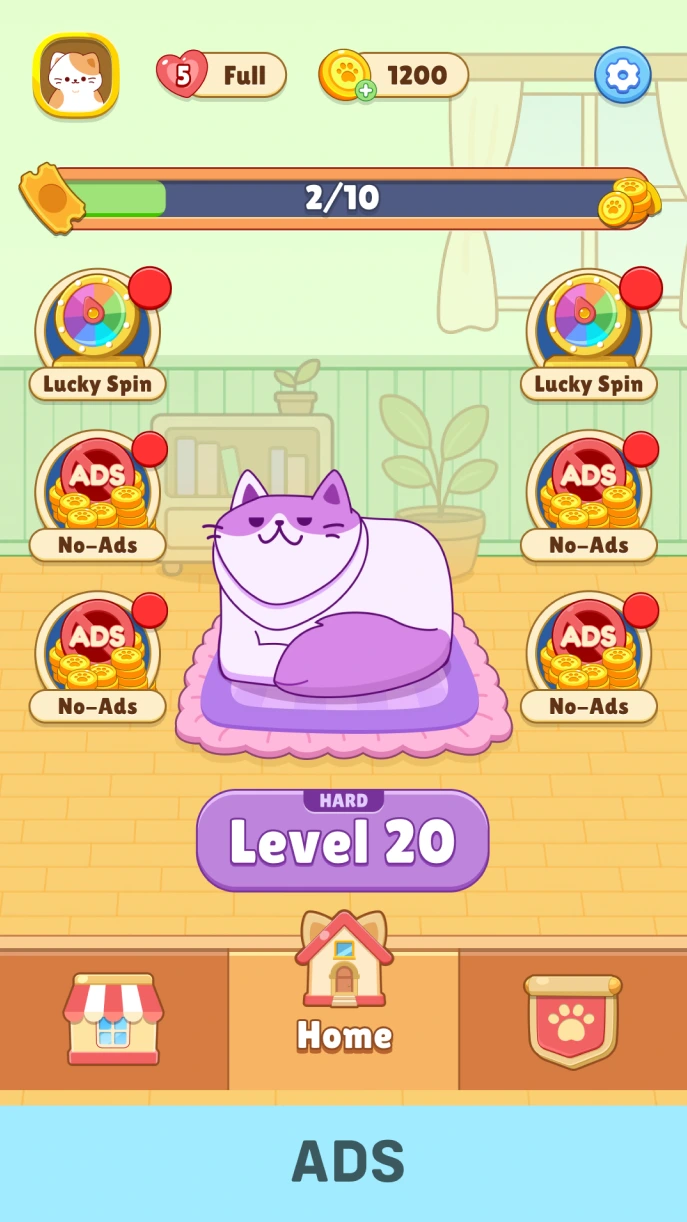 5 Full
1200
2/10
Lucky Spin
Lucky Spin
ADS
No-Ads
ADS
No-Ads
ADS
No-Ads
ADS
No-Ads
HARD
Level 20
Home
ADS